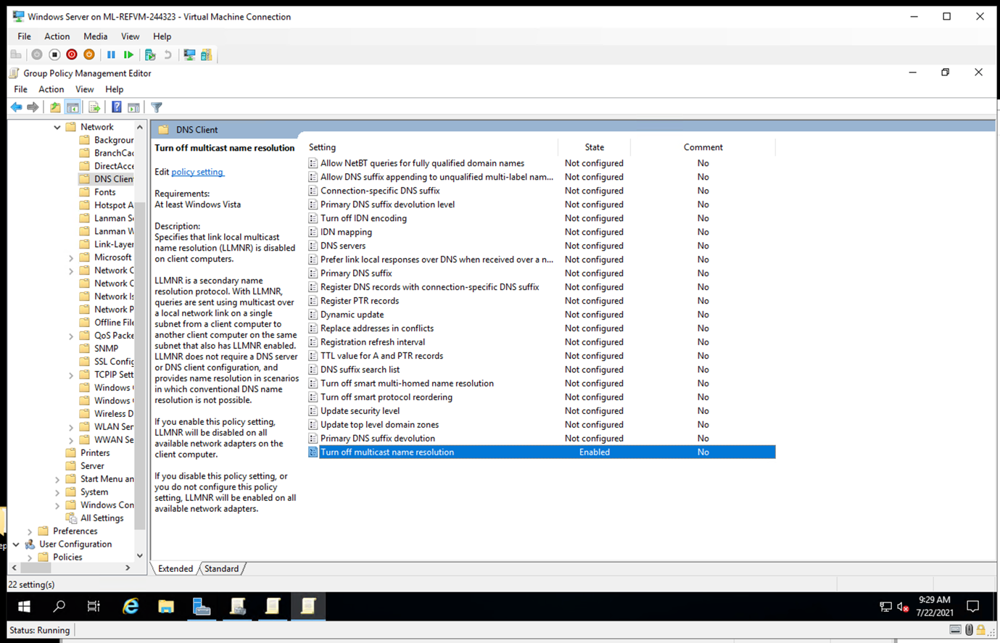 Windows Server on ML-REFVM-244323 - Virtual Machine Connection
File Action Media View Help
Group Policy Management Editor
File Action View Help
Network
Backgroun
BranchCac
DirectAcce
DNS Clien
Fonts
Hotspot A
Lanman Se
Lanman W
Link-Layer
Microsoft
Network C
Network C
Network Is
Network P
Offline File
QoS Packe
SNMP
SSL Config
TCPIP Sett
Windows
Windows
Wireless D
WLAN Ser
WWAN Se
Printers
Server
Start Menu an
System
Windows Con
All Settings
Preferences
User Configuration
Policies
DNS Client
Turn off multicast name resolution
Edit policy setting
Requirements:
At least Windows Vista
Description:
Specifies that link local multicast
name resolution (LLMNR) is disabled
on client computers.
LLMNR is a secondary name
resolution protocol. With LLMNR,
queries are sent using multicast over
a local network link on a single
subnet from a client computer to
another client computer on the same
subnet that also has LLMNR enabled.
LLMNR does not require a DNS server
or DNS client configuration, and
provides name resolution in scenarios
in which conventional DNS name
resolution is not possible.
If you enable this policy setting,
LLMNR will be disabled on all
available network adapters on the
client computer.
If you disable this policy setting, or
you do not configure this policy
setting, LLMNR will be enabled on all
available network adapters.
Setting State Comment
Allow NetBT queries for fully qualified domain names Not configured No
Allow DNS suffix appending to unqualified multi-label nam... Not configured No
Connection-specific DNS suffix Not configured No
Primary DNS suffix devolution level Not configured No
Turn off IDN encoding Not configured No
IDN mapping Not configured No
DNS servers Not configured No
Prefer link local responses over DNS when received over a n... Not configured No
Primary DNS suffix Not configured No
Register DNS records with connection-specific DNS suffix Not configured No
Register PTR records Not configured No
Dynamic update Not configured No
Replace addresses in conflicts Not configured No
Registration refresh interval Not configured No
TTL value for A and PTR records Not configured No
DNS suffix search list Not configured No
Turn off smart multi-homed name resolution Not configured No
Turn off smart protocol reordering Not configured No
Update security level Not configured No
Update top level domain zones Not configured No
Primary DNS suffix devolution Not configured No
Turn off multicast name resolution Enabled No
Extended Standard
22 setting(s)
9:29 AM
7/22/2021
Status: Running